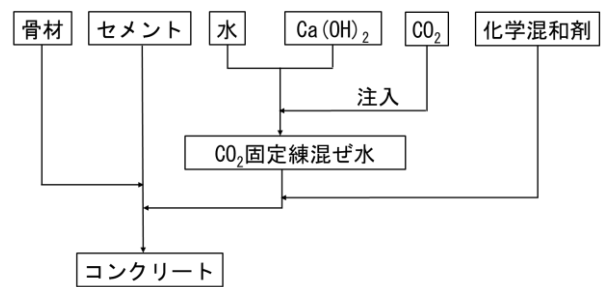 骨材
セメント
水
Ca(OH)₂
CO₂
化学混和剤
注入
CO₂固定練混ぜ水
コンクリート